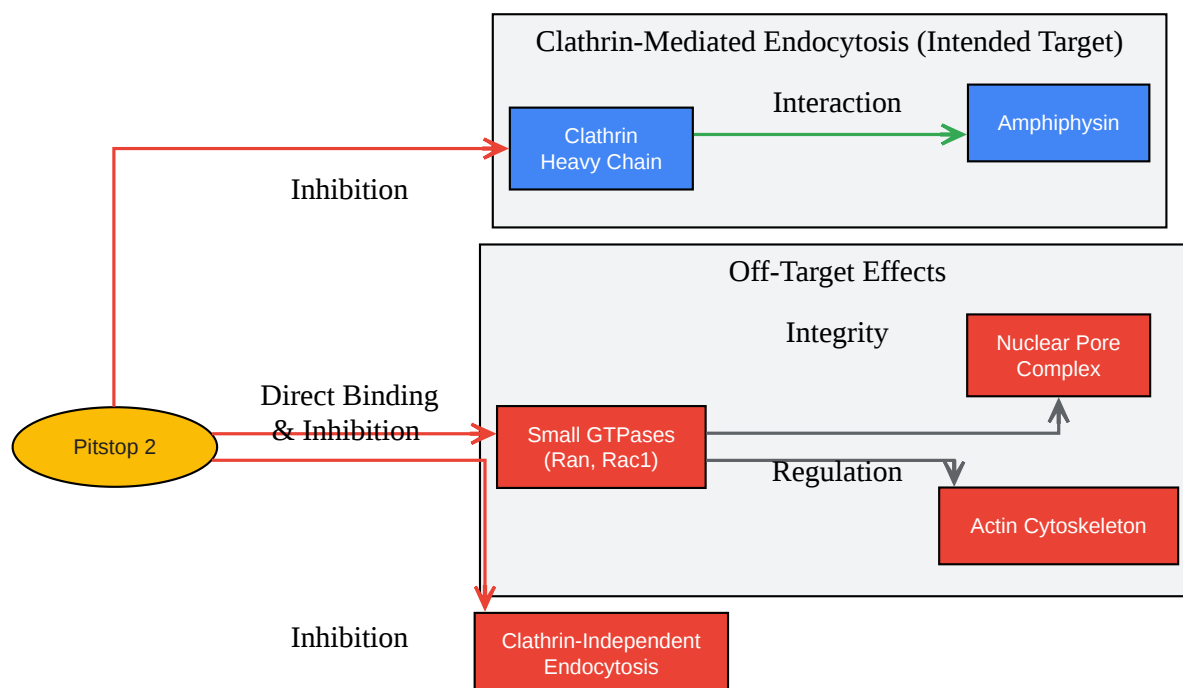 Clathrin-Mediated Endocytosis (Intended Target)
Interaction
Clathrin
Heavy Chain
Amphiphysin
Inhibition
Off-Target Effects
Integrity
Nuclear Pore
Complex
Direct Binding
& Inhibition
Pitstop 2
Small GTPases
(Ran, Rac1)
Regulation
Actin Cytoskeleton
Inhibition
Clathrin-Independent
Endocytosis